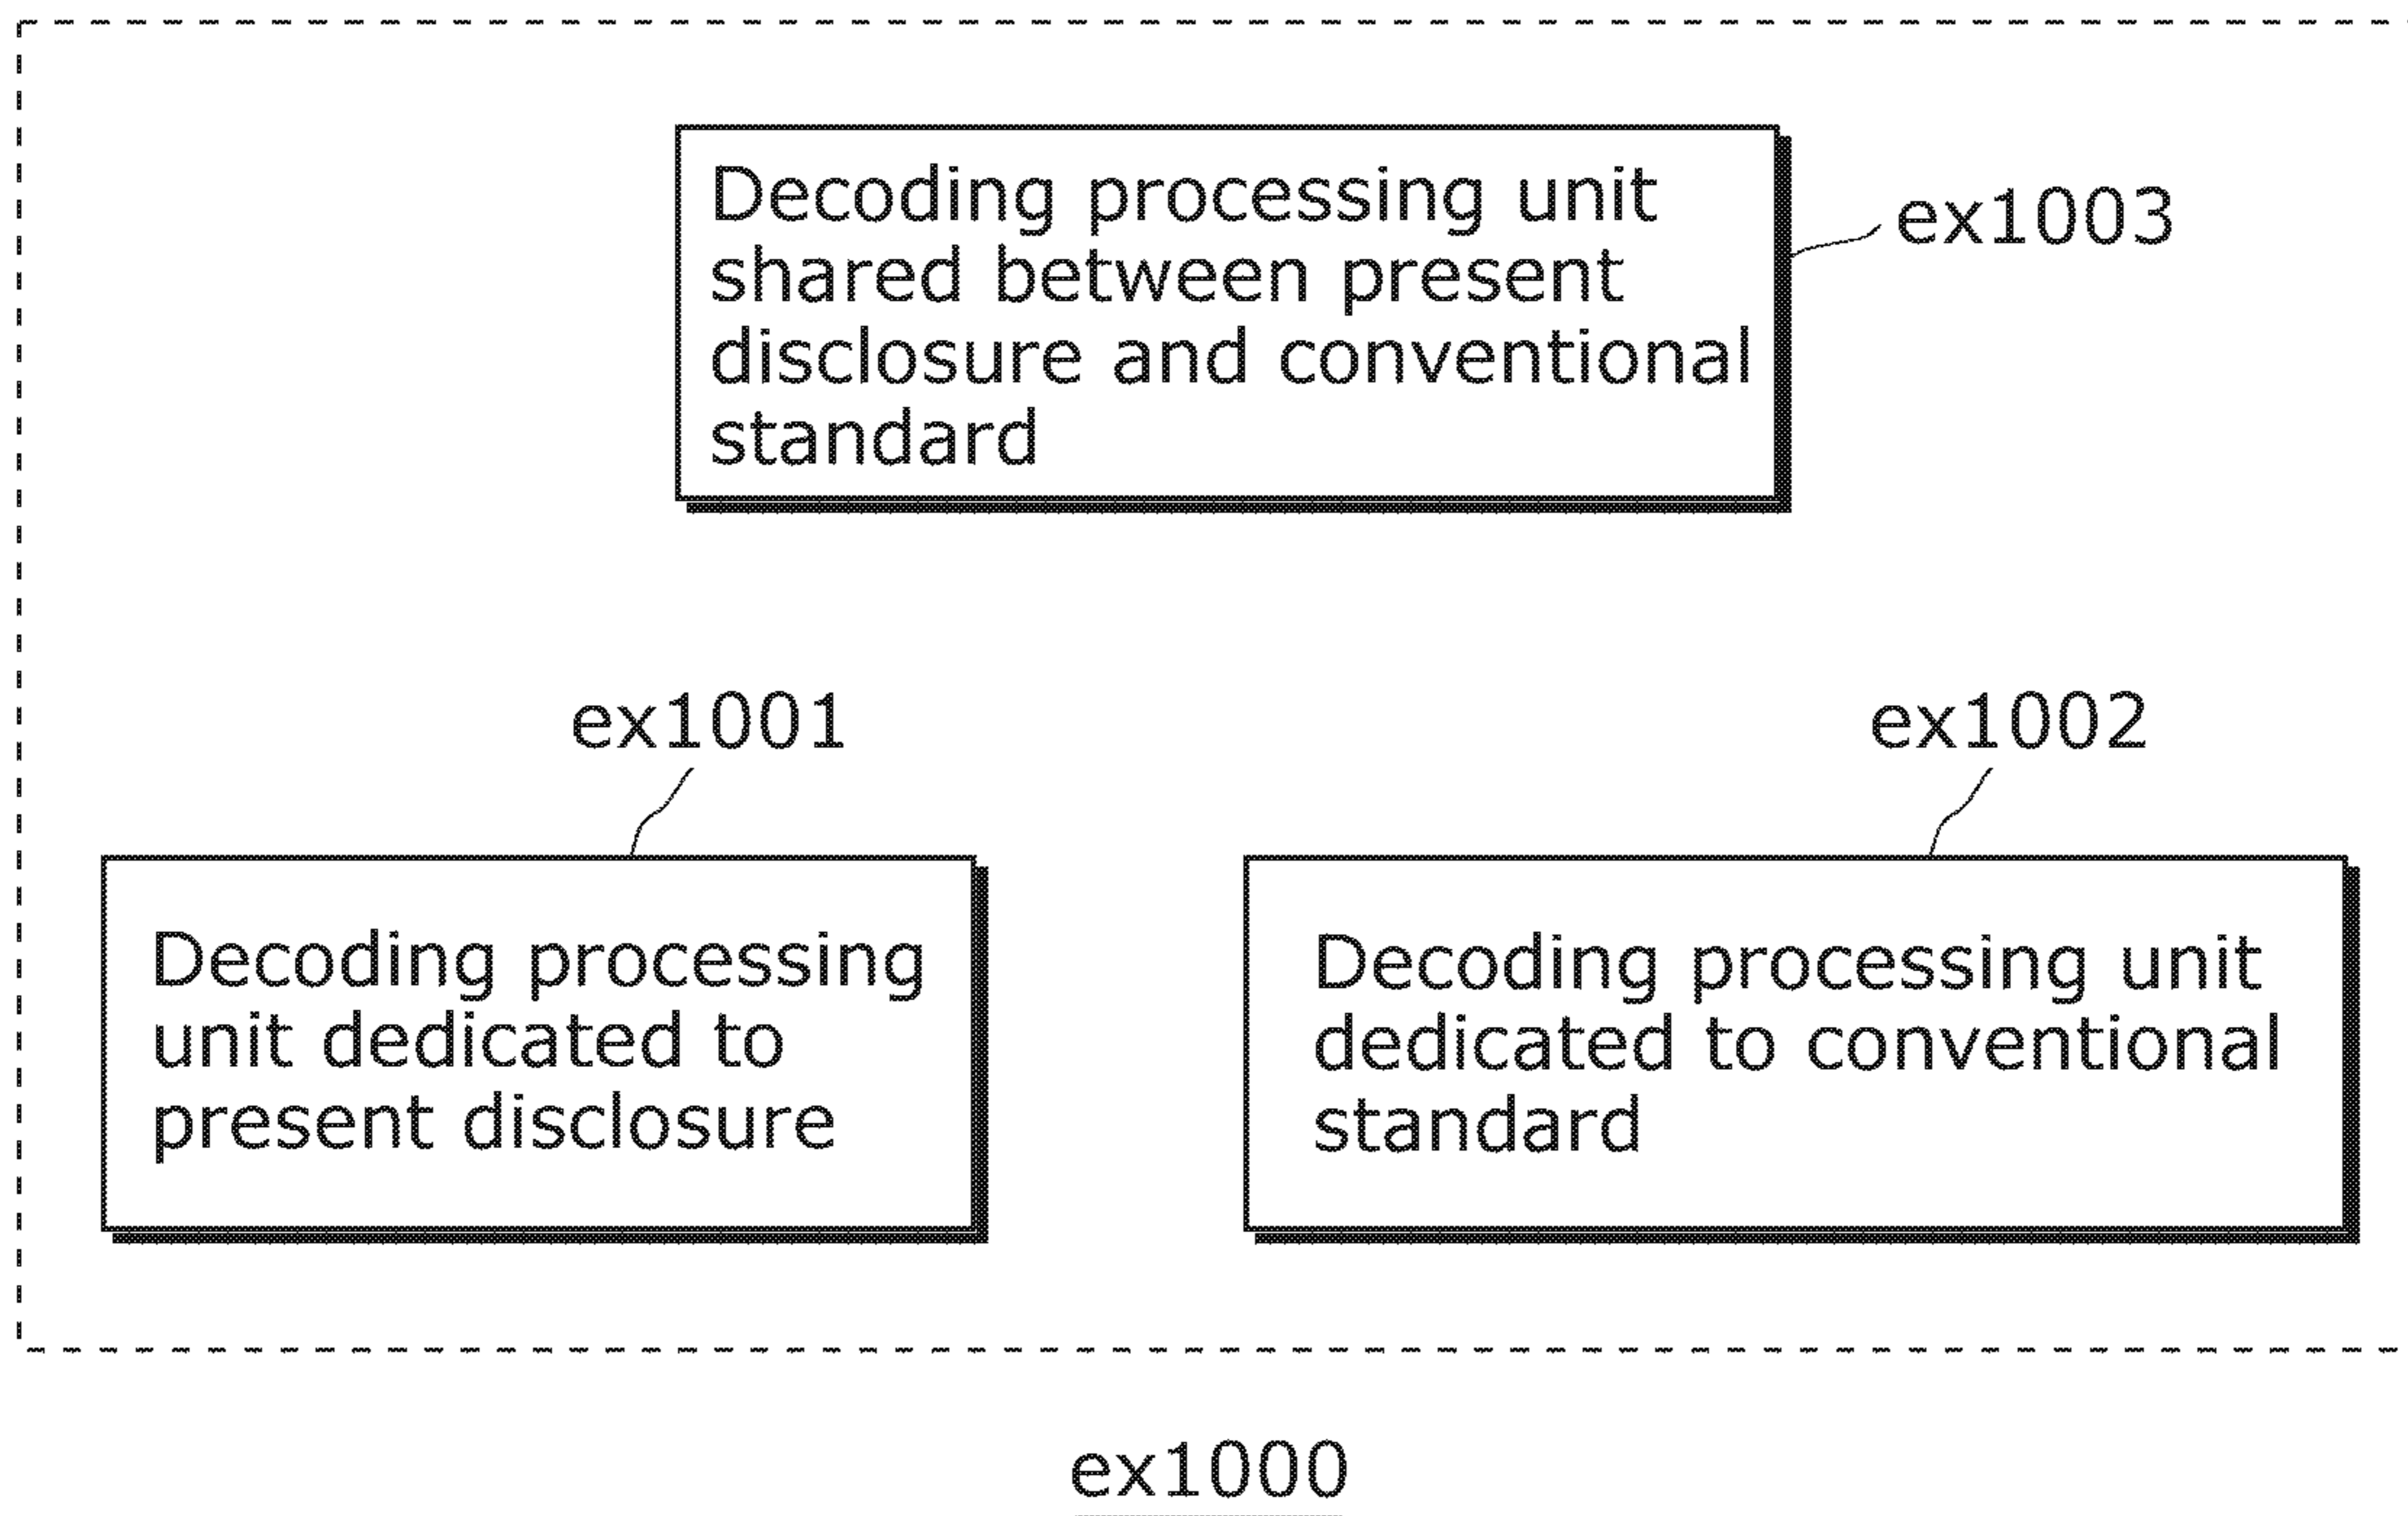 Decoding processing unit
shared between present
disclosure and conventional
standard
ex1003
ex1001
ex1002
Decoding processing
unit dedicated to
present disclosure
Decoding processing unit
dedicated to conventional
standard
ex1000